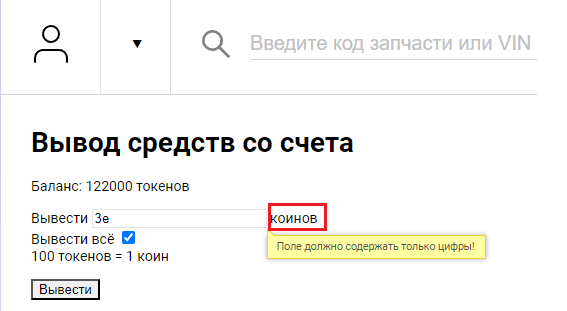 Введите код запчасти или VIN
Вывод средств со счета
Баланс: 122000 токенов
Вывести 3е коинов
Поле должно содержать только цифры!
Вывести всё
100 токенов = 1 коин
Вывести